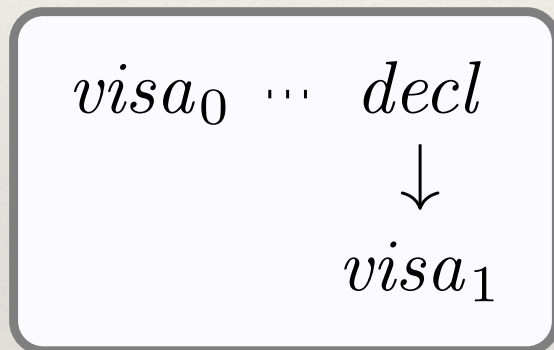 visa₀ ... decl
↓
visa₁